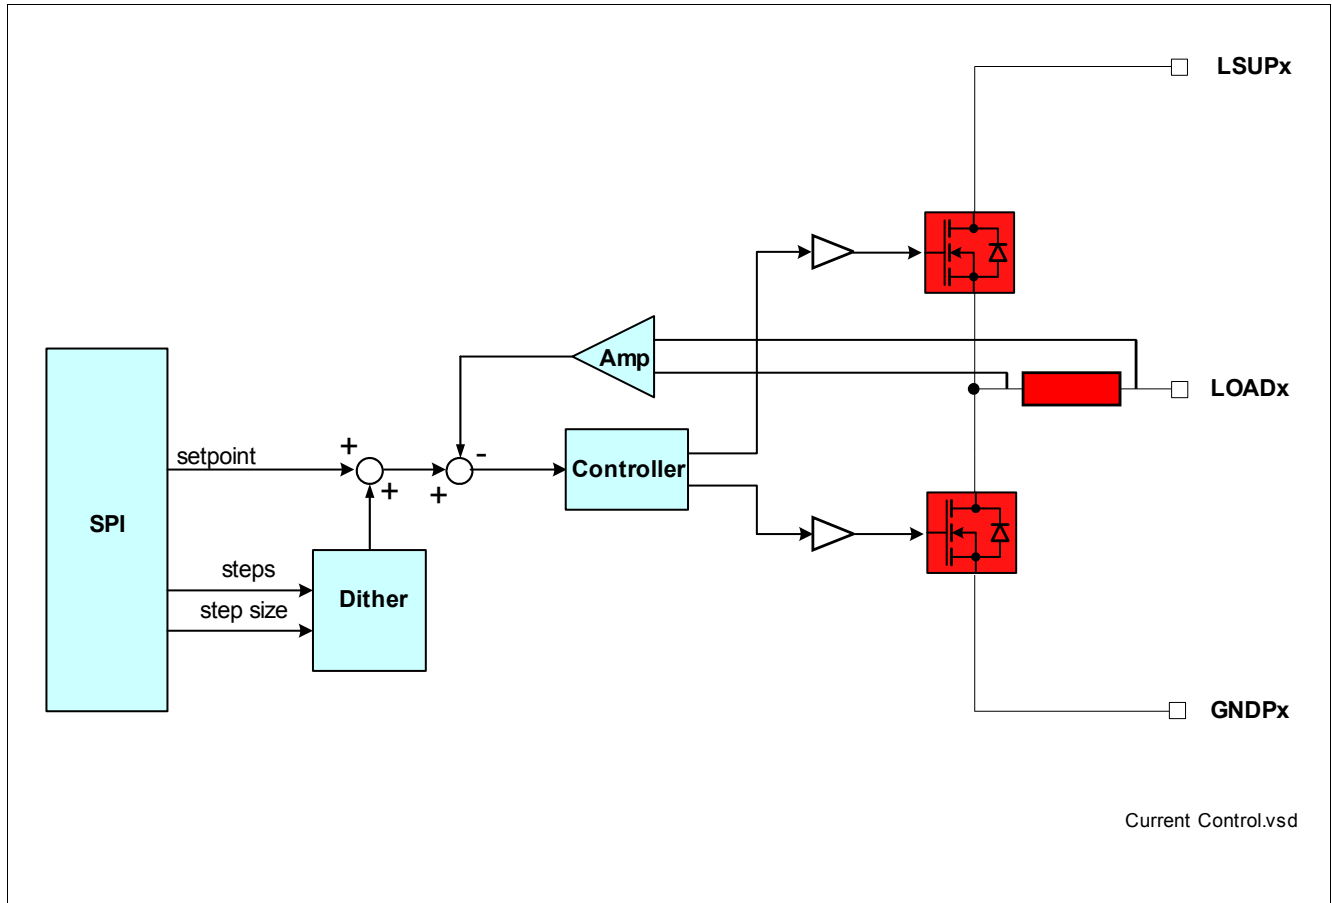 LSUPx
Amp
LOADx
setpoint
+
-
+
+
Controller
SPI
steps
step size
Dither
GNDPx
Current Control.vsd